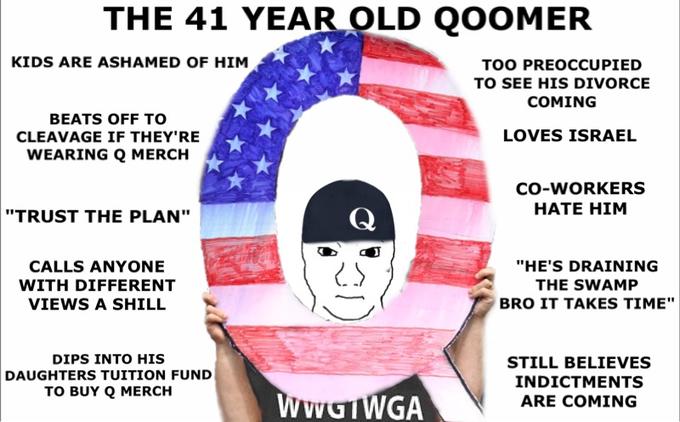 THE 41 YEAR OLD QOOMER
KIDS ARE ASHAMED OF HIM
BEATS OFF TO
CLEAVAGE IF THEY'RE
WEARING Q MERCH
"TRUST THE PLAN"
CALLS ANYONE
WITH DIFFERENT
VIEWS A SHILL
DIPS INTO HIS
DAUGHTERS TUITION FUND
TO BUY Q MERCH
Q
WWG1WGA
TOO PREOCCUPIED
TO SEE HIS DIVORCE
COMING
LOVES ISRAEL
CO-WORKERS
HATE HIM
"HE'S DRAINING
THE SWAMP
BRO IT TAKES TIME"
STILL BELIEVES
INDICTMENTS
ARE COMING